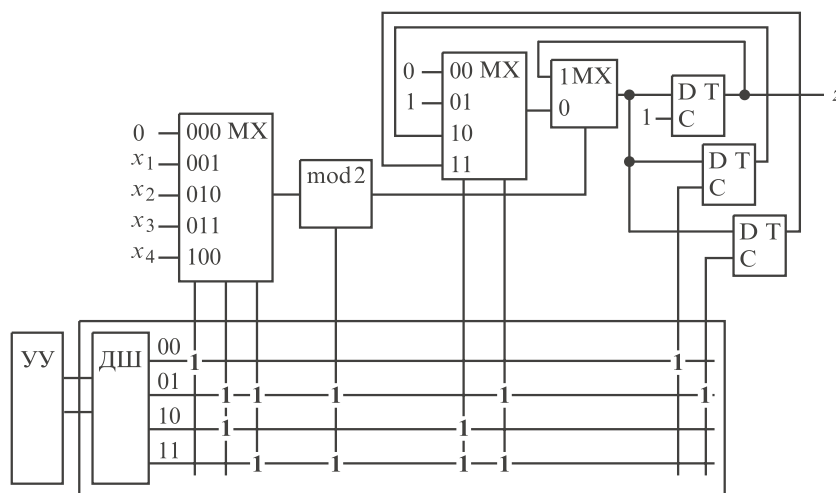 0 00 MX
1 01
10
11
1MX
0
D T
1 C
z
D T
C
D T
C
0 000 MX
x₁ 001
x₂ 010
x₃ 011
x₄ 100
mod2
УУ
ДШ
00 1 1
01 1 1 1 1 1
10 1 1
11 1 1 1 1